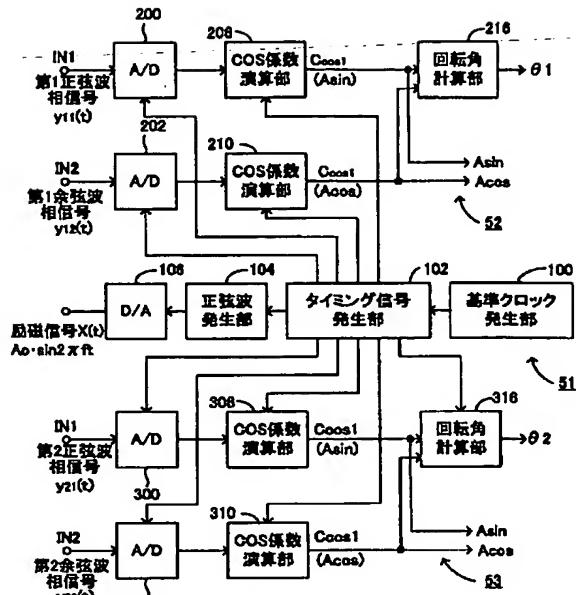 200
208
216
IN1
A/D
COS係数
演算部
Ccos1
(Asin)
回転角
計算部
θ1
第1正弦波
相信号
y11(t)
202
210
IN2
A/D
COS係数
演算部
Ccos1
(Acos)
Asin
Acos
第1余弦波
相信号
y12(t)
52
106
104
102
100
D/A
正弦波
発生部
タイミング信号
発生部
基準クロック
発生部
励磁信号X(t)
Ao・sin2πft
51
308
316
IN1
A/D
COS係数
演算部
Ccos1
(Asin)
回転角
計算部
θ2
第2正弦波
相信号
y21(t)
300
310
IN2
A/D
COS係数
演算部
Ccos1
(Acos)
Asin
Acos
第2余弦波
相信号
53